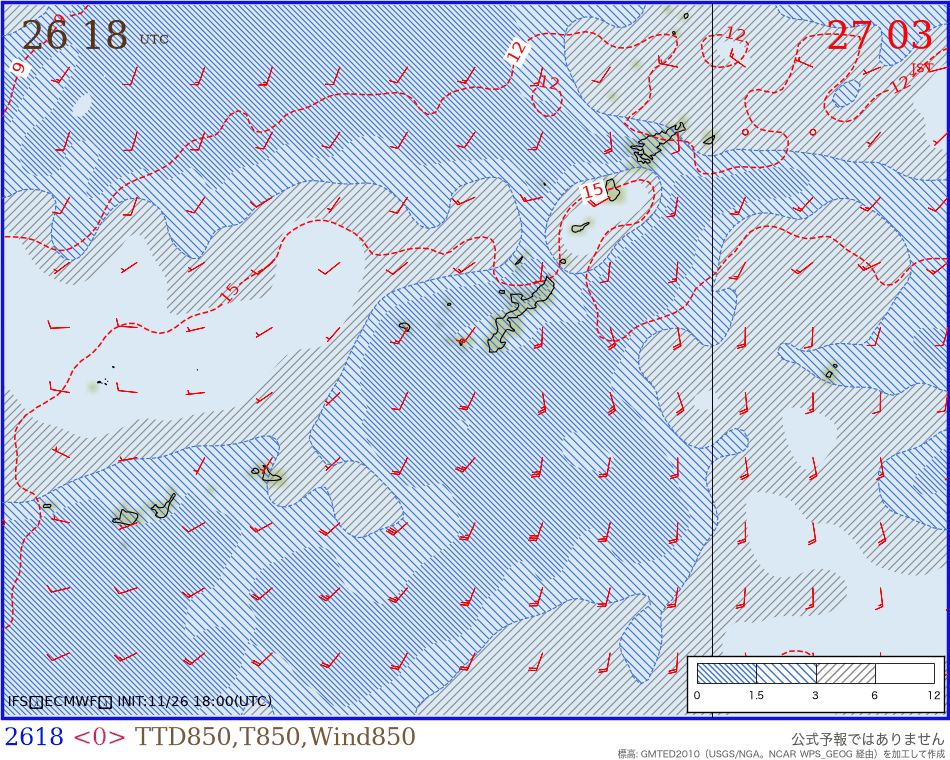 26 18 UTC
27 03
JST
9
9
12
12
12
12
15
15
IFS□ECMWF□ INIT:11/26 18:00(UTC)
0 1.5 3 6 12
2618 <0> TTD850,T850,Wind850
公式予報ではありません
標高: GMTED2010（USGS/NGA。NCAR WPS_GEOG 経由）を加工して作成